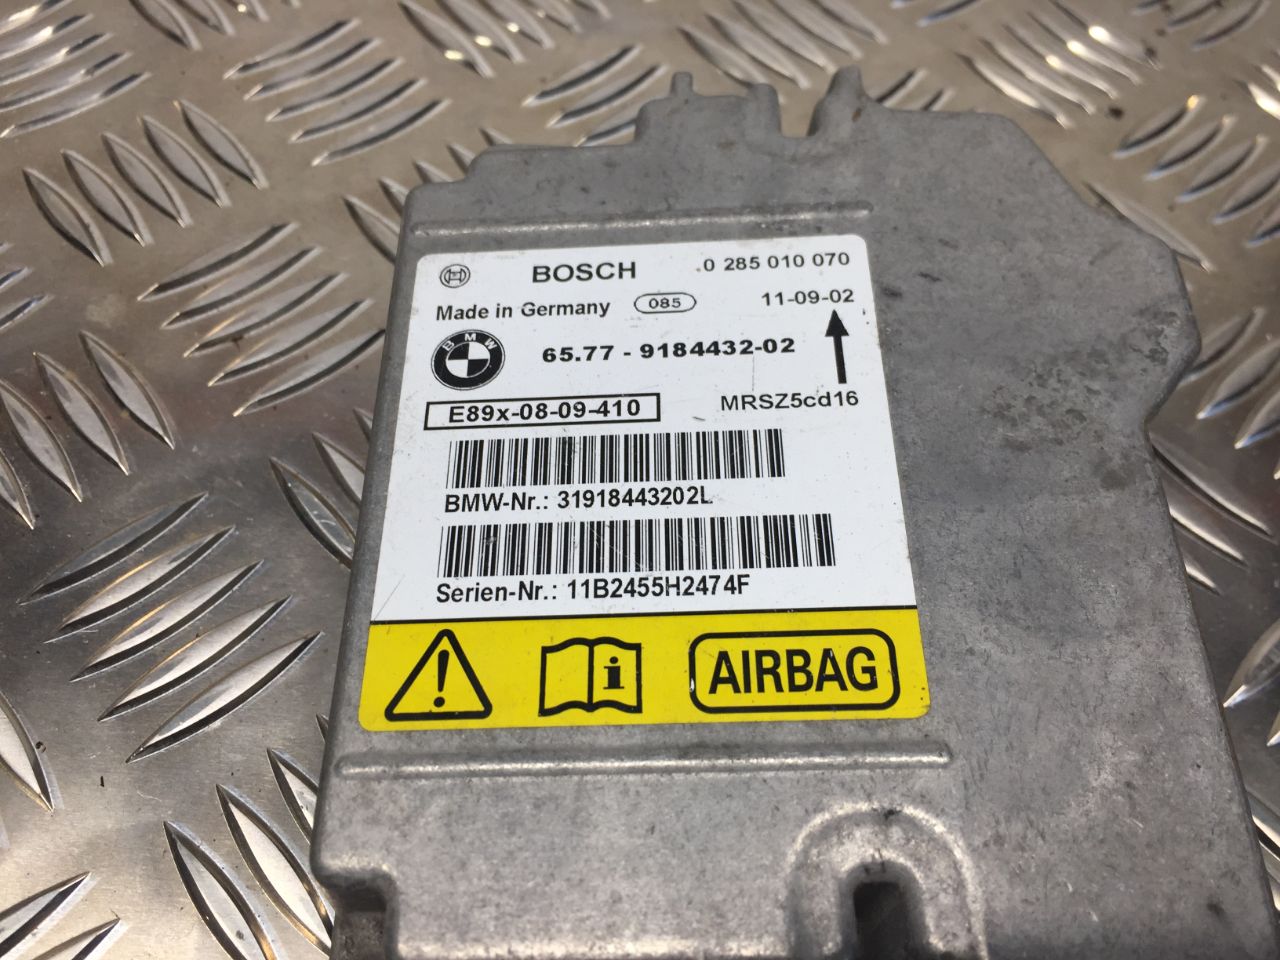 BOSCH 0 285 010 070
Made in Germany 085 11-09-02
BMW
65.77 - 9184432-02
E89x-08-09-410 MRSZ5cd16
BMW-Nr.: 31918443202L
Serien-Nr.: 11B2455H2474F
! i AIRBAG